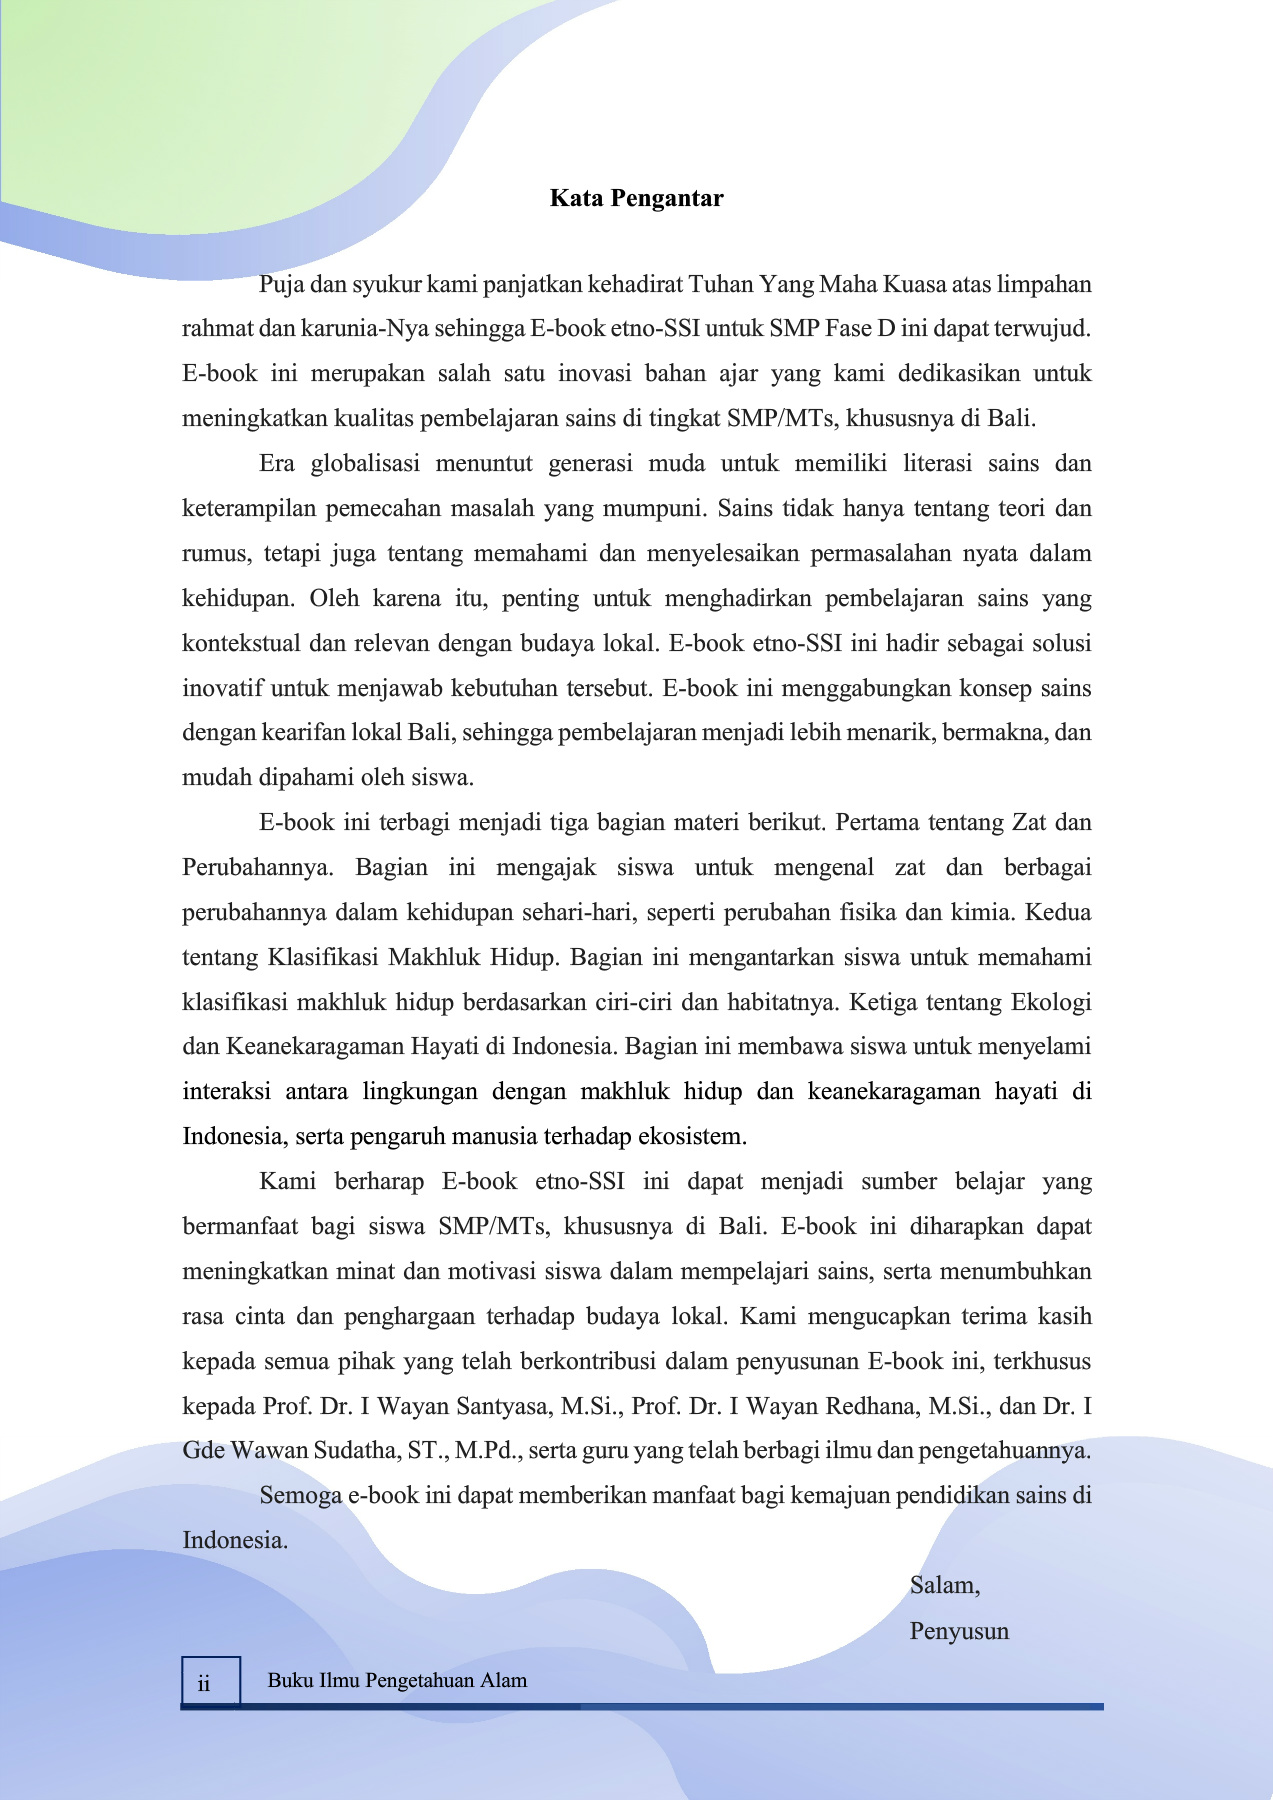 Kata Pengantar
Puja dan syukur kami panjatkan kehadirat Tuhan Yang Maha Kuasa atas limpahan
rahmat dan karunia-Nya sehingga E-book etno-SSI untuk SMP Fase D ini dapat terwujud.
E-book ini merupakan salah satu inovasi bahan ajar yang kami dedikasikan untuk
meningkatkan kualitas pembelajaran sains di tingkat SMP/MTs, khususnya di Bali.
Era globalisasi menuntut generasi muda untuk memiliki literasi sains dan
keterampilan pemecahan masalah yang mumpuni. Sains tidak hanya tentang teori dan
rumus, tetapi juga tentang memahami dan menyelesaikan permasalahan nyata dalam
kehidupan. Oleh karena itu, penting untuk menghadirkan pembelajaran sains yang
kontekstual dan relevan dengan budaya lokal. E-book etno-SSI ini hadir sebagai solusi
inovatif untuk menjawab kebutuhan tersebut. E-book ini menggabungkan konsep sains
dengan kearifan lokal Bali, sehingga pembelajaran menjadi lebih menarik, bermakna, dan
mudah dipahami oleh siswa.
E-book ini terbagi menjadi tiga bagian materi berikut. Pertama tentang Zat dan
Perubahannya. Bagian ini mengajak siswa untuk mengenal zat dan berbagai
perubahannya dalam kehidupan sehari-hari, seperti perubahan fisika dan kimia. Kedua
tentang Klasifikasi Makhluk Hidup. Bagian ini mengantarkan siswa untuk memahami
klasifikasi makhluk hidup berdasarkan ciri-ciri dan habitatnya. Ketiga tentang Ekologi
dan Keanekaragaman Hayati di Indonesia. Bagian ini membawa siswa untuk menyelami
interaksi antara lingkungan dengan makhluk hidup dan keanekaragaman hayati di
Indonesia, serta pengaruh manusia terhadap ekosistem.
Kami berharap E-book etno-SSI ini dapat menjadi sumber belajar yang
bermanfaat bagi siswa SMP/MTs, khususnya di Bali. E-book ini diharapkan dapat
meningkatkan minat dan motivasi siswa dalam mempelajari sains, serta menumbuhkan
rasa cinta dan penghargaan terhadap budaya lokal. Kami mengucapkan terima kasih
kepada semua pihak yang telah berkontribusi dalam penyusunan E-book ini, terkhusus
kepada Prof. Dr. I Wayan Santyasa, M.Si., Prof. Dr. I Wayan Redhana, M.Si., dan Dr. I
Gde Wawan Sudatha, ST., M.Pd., serta guru yang telah berbagi ilmu dan pengetahuannya.
Semoga e-book ini dapat memberikan manfaat bagi kemajuan pendidikan sains di
Indonesia.
Salam,
Penyusun
ii Buku Ilmu Pengetahuan Alam